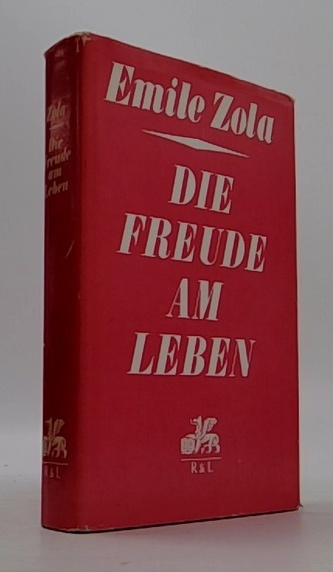 Emile Zola
DIE
FREUDE
AM
LEBEN
R&L
Zola
Die
Freude
am
Leben
R&L